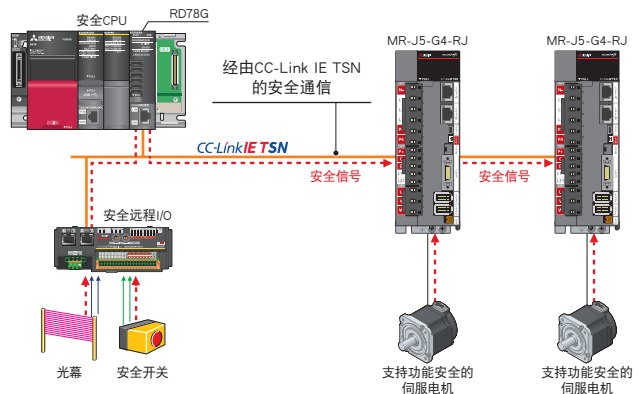 安全CPU
RD78G
MR-J5-G4-RJ
MR-J5-G4-RJ
经由CC-Link IE TSN
的安全通信
CC-Link IE TSN
安全信号
安全信号
安全远程I/O
光幕
安全开关
支持功能安全的
伺服电机
支持功能安全的
伺服电机